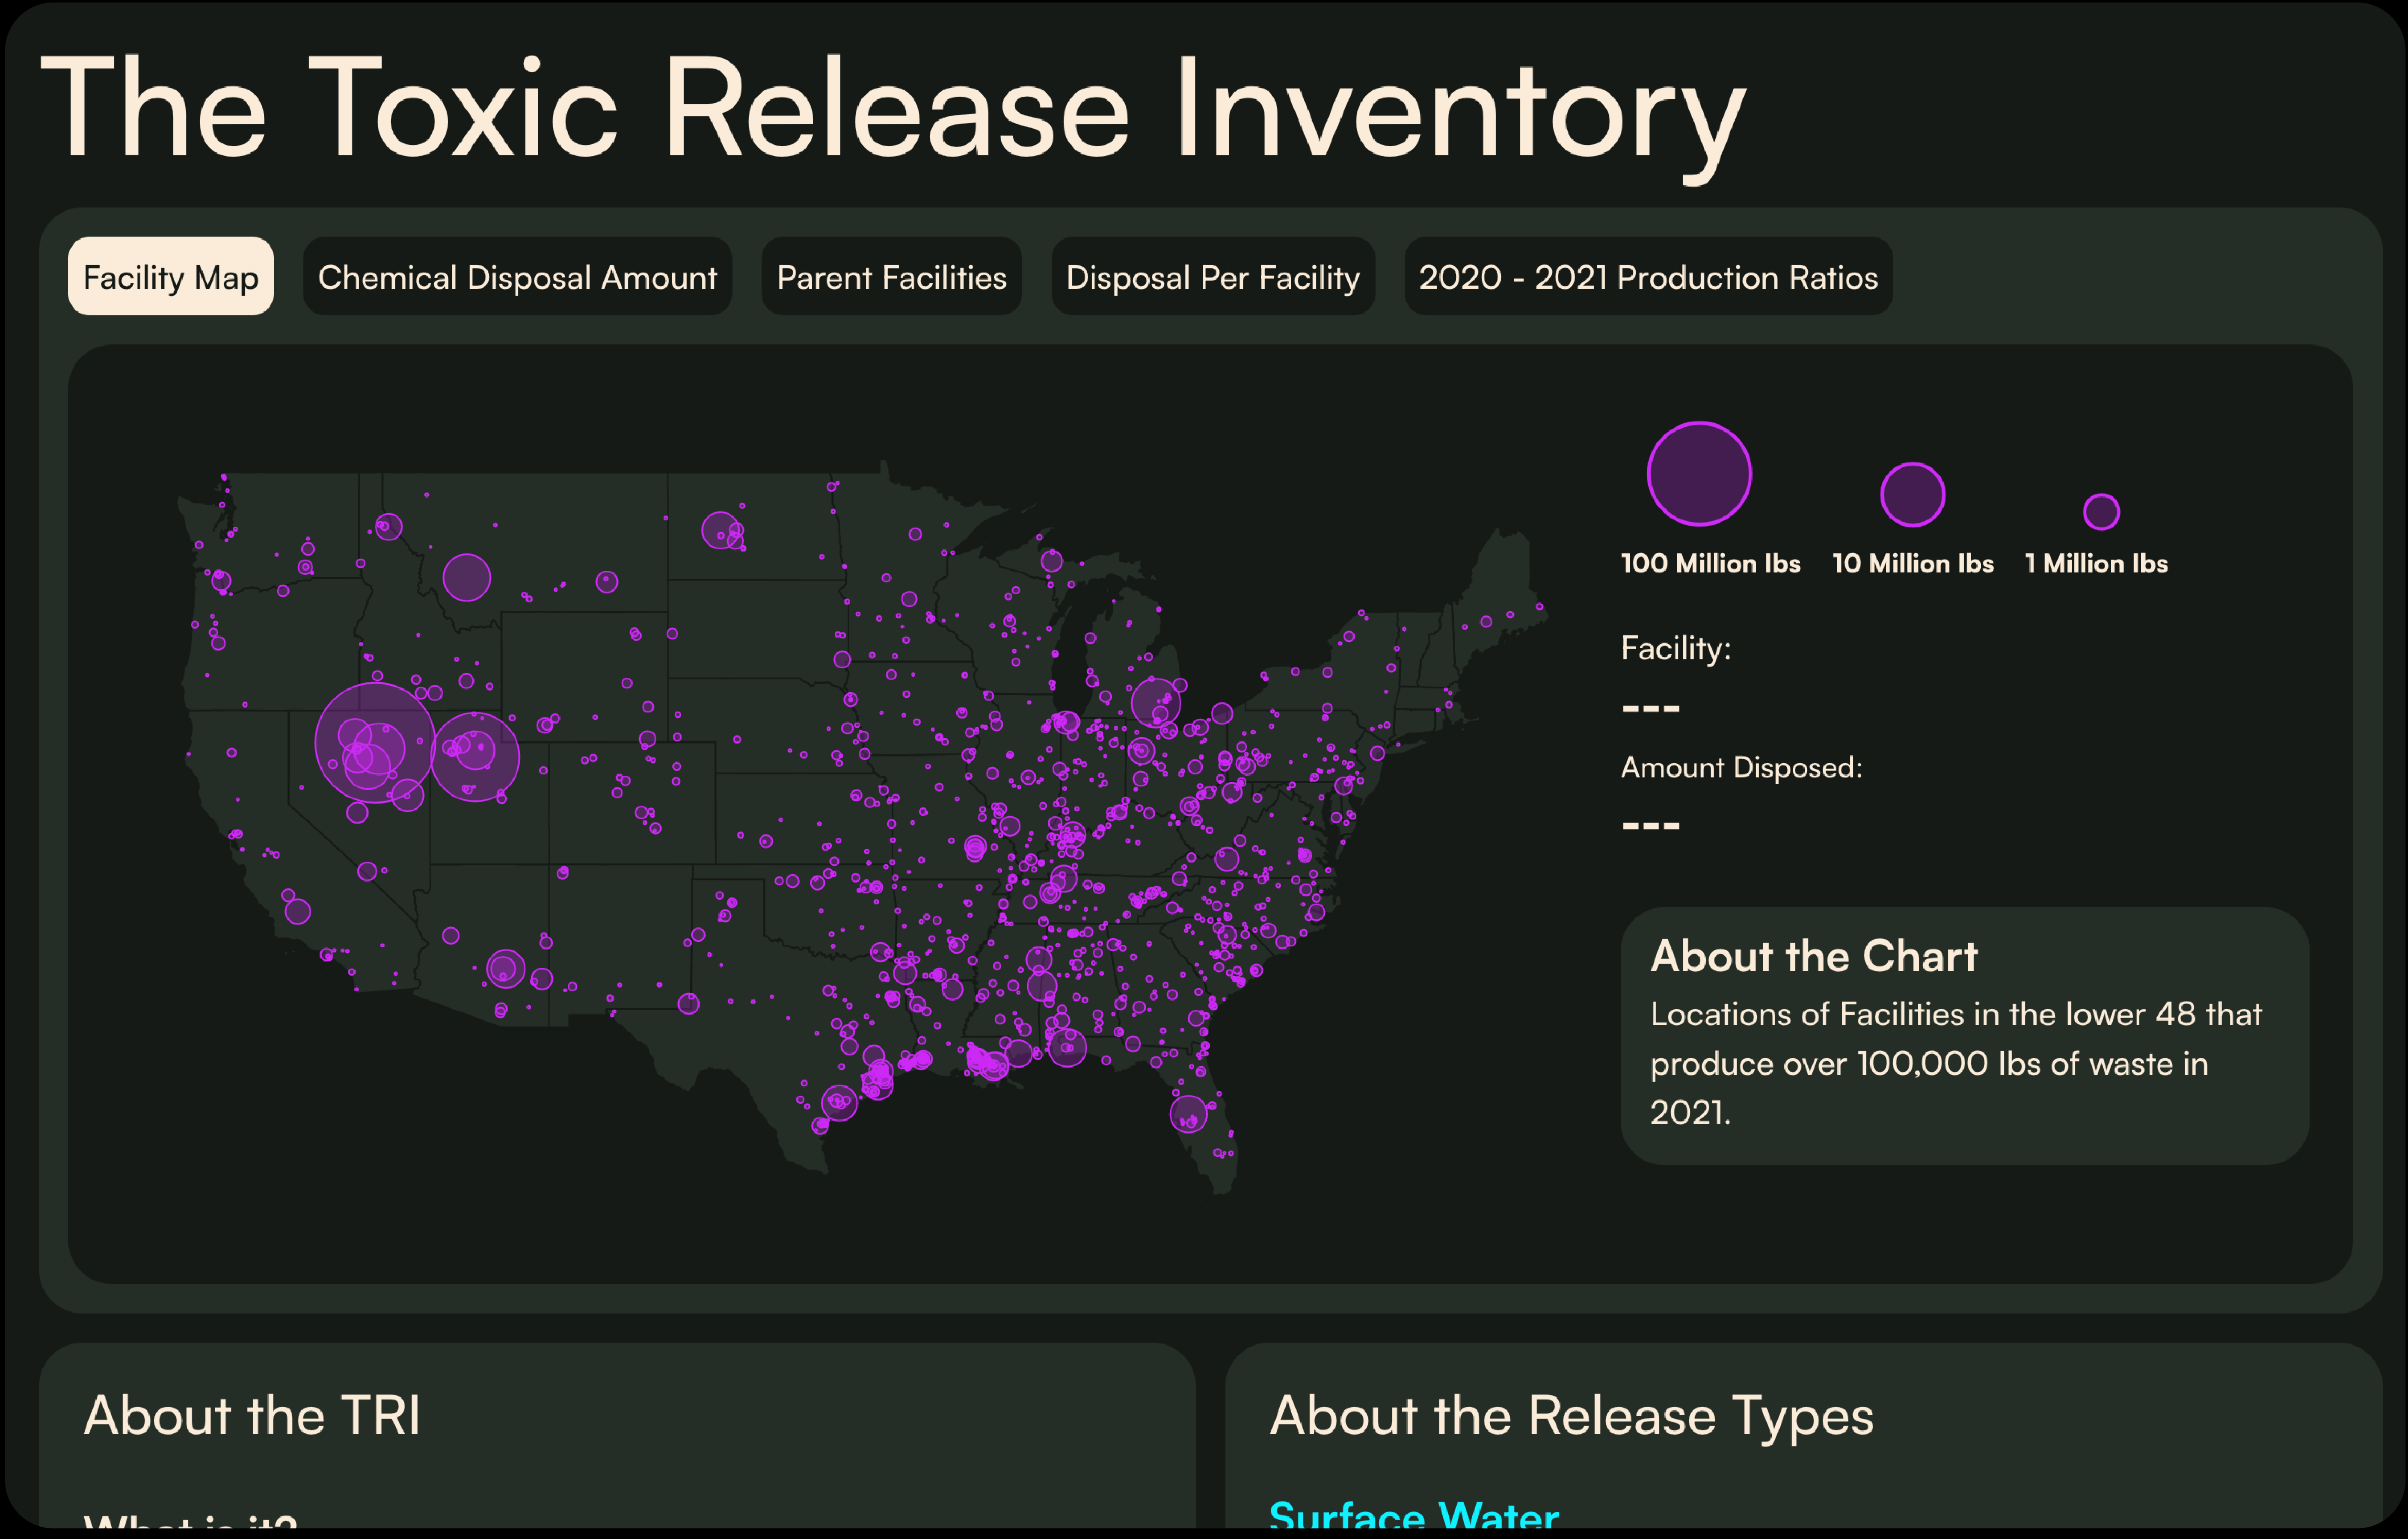 The Toxic Release Inventory
Facility Map
Chemical Disposal Amount
Parent Facilities
Disposal Per Facility
2020 - 2021 Production Ratios
100 Million lbs
10 Million lbs
1 Million lbs
Facility:
---
Amount Disposed:
---
About the Chart
Locations of Facilities in the lower 48 that
produce over 100,000 lbs of waste in
2021.
About the TRI
About the Release Types
What is it?
Surface Water